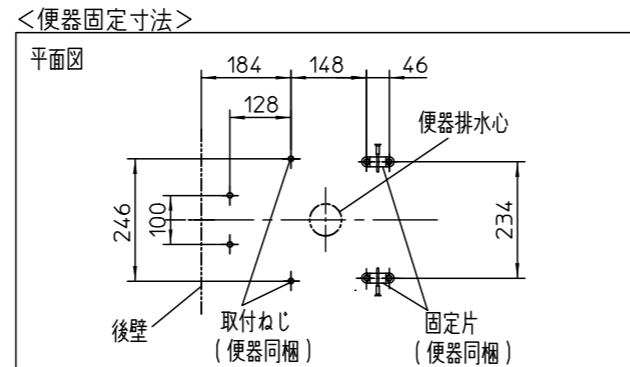 ＜便器固定寸法＞
平面図
184
148
46
128
便器排水心
246
100
234
後壁
取付ねじ
（便器同梱）
固定片
（便器同梱）